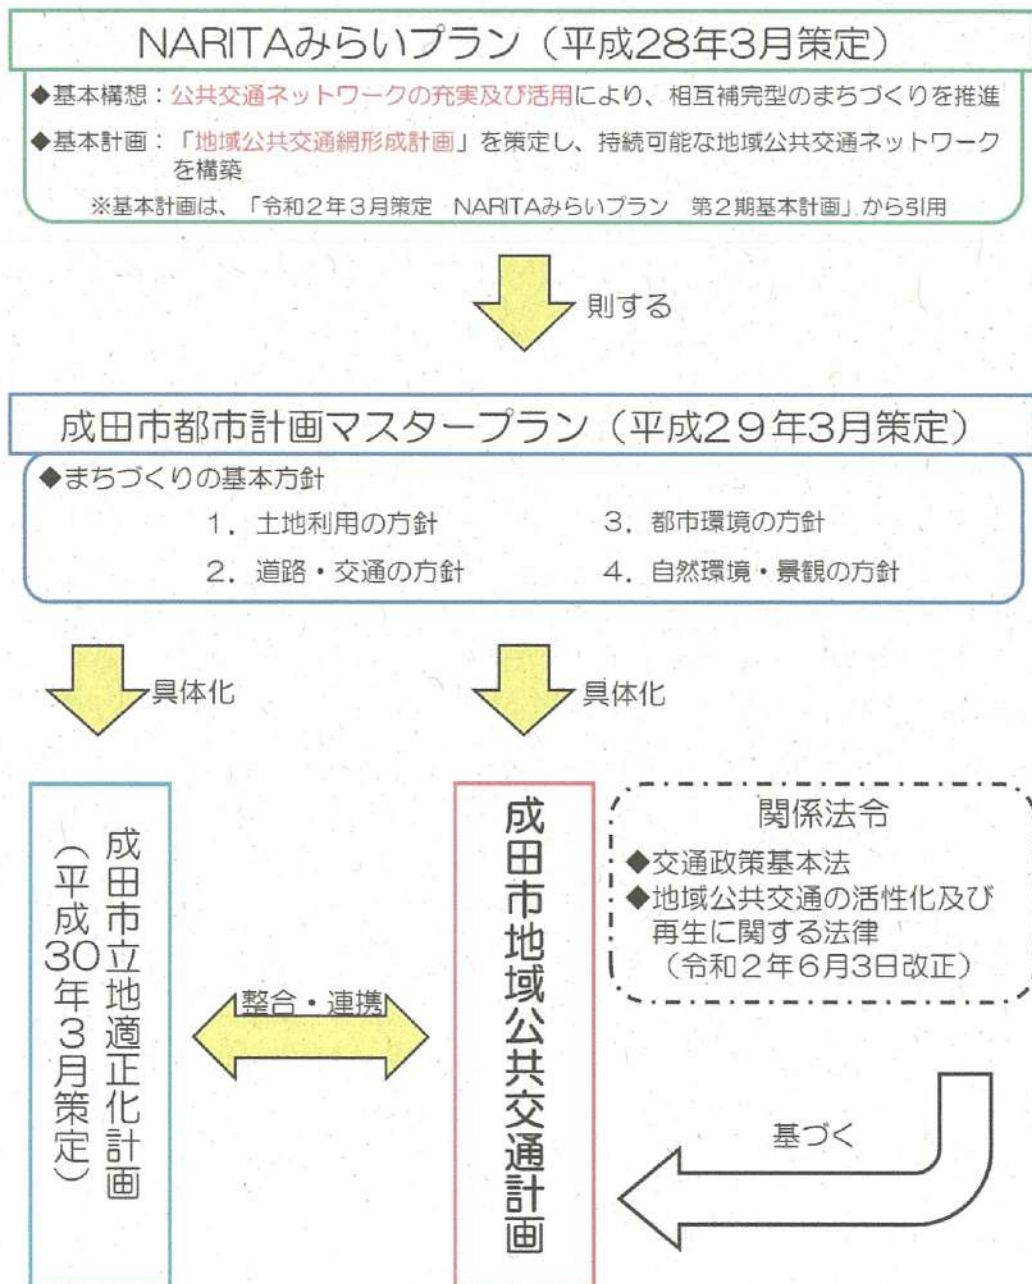 NARITAみらいプラン（平成28年3月策定）
◆基本構想：公共交通ネットワークの充実及び活用により、相互補完型のまちづくりを推進
◆基本計画：「地域公共交通網形成計画」を策定し、持続可能な地域公共交通ネットワーク
を構築
※基本計画は、「令和２年３月策定　NARITAみらいプラン　第２期基本計画」から引用
則する
成田市都市計画マスタープラン（平成２９年3月策定）
◆まちづくりの基本方針
１．土地利用の方針
２．道路・交通の方針
３．都市環境の方針
４．自然環境・景観の方針
具体化
具体化
成田市立地適正化計画
（平成30年３月策定）
整合・連携
成田市地域公共交通計画
関係法令
◆交通政策基本法
◆地域公共交通の活性化及び
再生に関する法律
（令和２年６月３日改正）
基づく